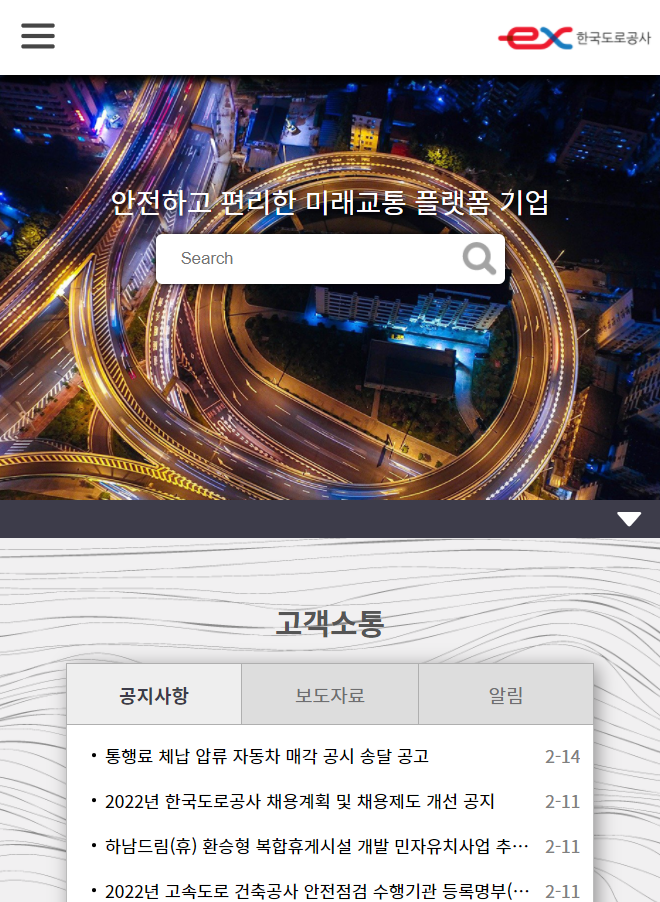 ex 한국도로공사
안전하고 편리한 미래교통 플랫폼 기업
Search
고객소통
공지사항 보도자료 알림
• 통행료 체납 압류 자동차 매각 공시 송달 공고 2-14
• 2022년 한국도로공사 채용계획 및 채용제도 개선 공지 2-11
• 하남드림(휴) 환승형 복합휴게시설 개발 민자유치사업 추… 2-11
• 2022년 고속도로 건축공사 안전점검 수행기관 등록명부(… 2-11